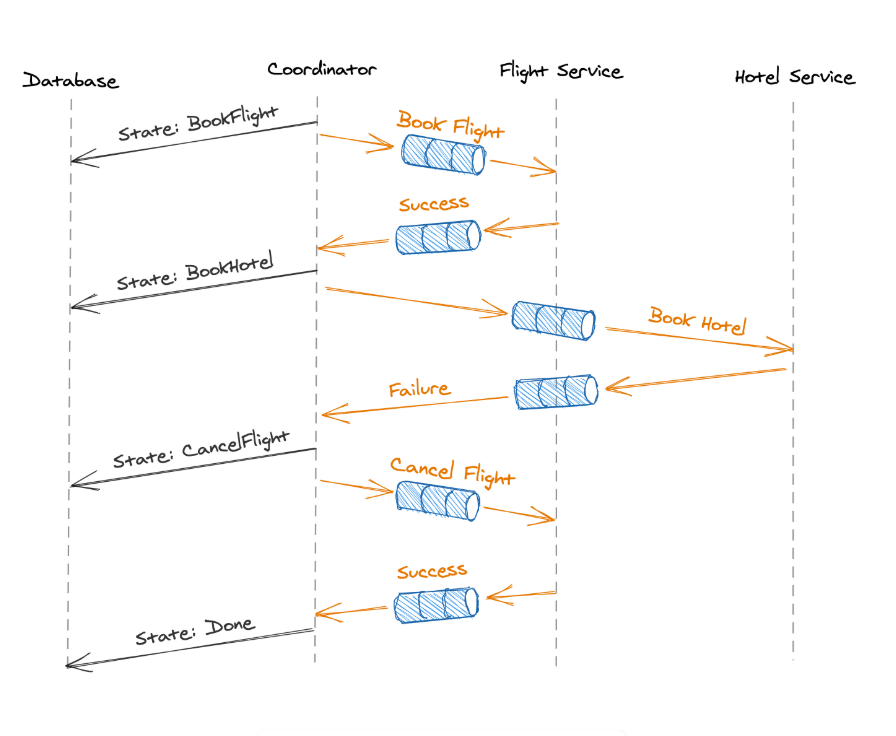 Database
Coordinator
Flight Service
Hotel Service
State: BookFlight
Book Flight
Success
State: BookHotel
Book Hotel
Failure
State: CancelFlight
Cancel Flight
Success
State: Done